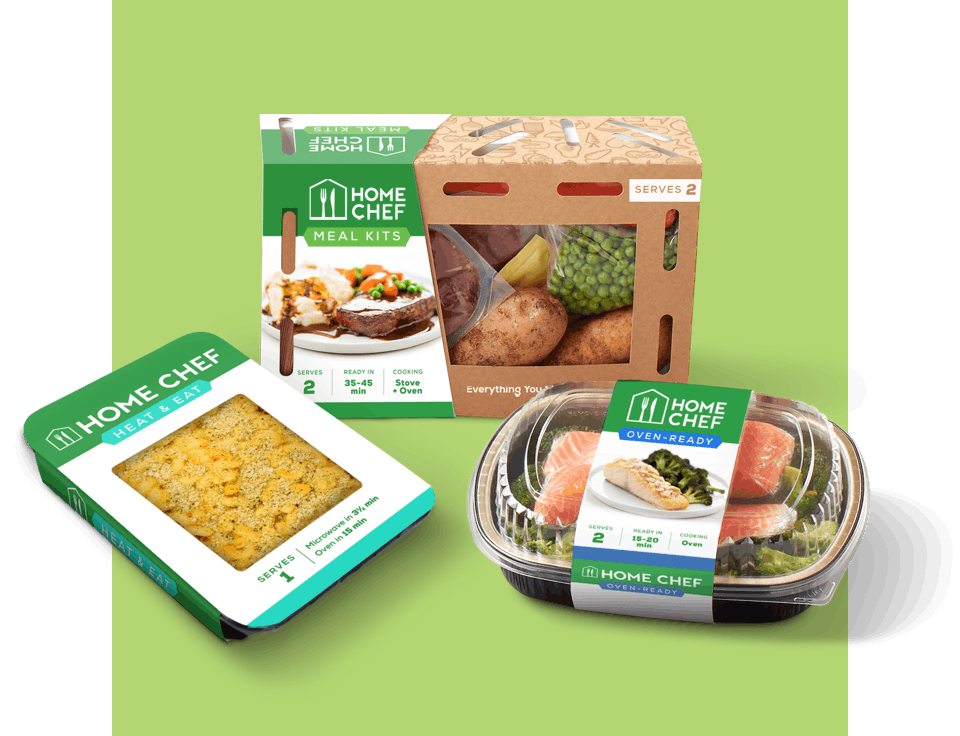 MEAL KITS
HOME
CHEF
HOME
CHEF
MEAL KITS
SERVES 2
SERVES
2
READY IN
35-45
min
COOKING
Stove
+ Oven
Everything You
HOME CHEF
HEAT & EAT
SERVES
1
Microwave in 3½ min
Oven in 15 min
HEAT & EAT
HOME
CHEF
OVEN-READY
SERVES
2
READY IN
15-20
min
COOKING
Oven
HOME CHEF
OVEN-READY